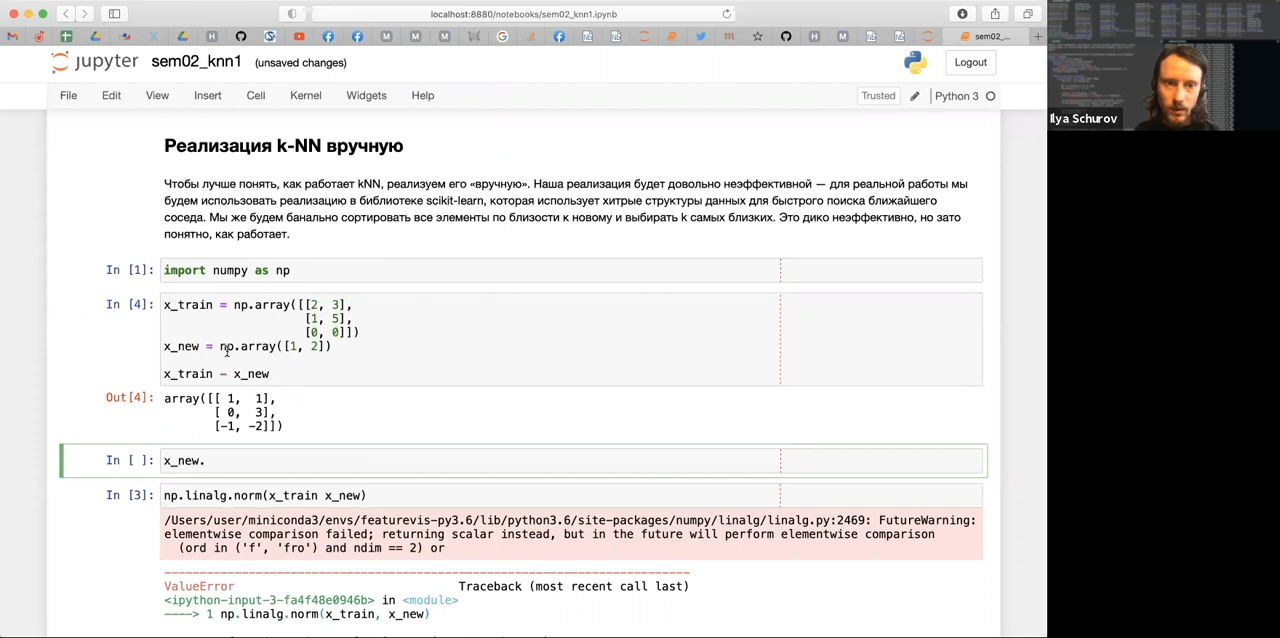 localhost:8880/notebooks/sem02_knn1.ipynb
sem02_...
jupyter sem02_knn1 (unsaved changes)
Logout
File Edit View Insert Cell Kernel Widgets Help
Trusted Python 3
Ilya Schurov
Реализация k-NN вручную
Чтобы лучше понять, как работает kNN, реализуем его «вручную». Наша реализация будет довольно неэффективной — для реальной работы мы
будем использовать реализацию в библиотеке scikit-learn, которая использует хитрые структуры данных для быстрого поиска ближайшего
соседа. Мы же будем банально сортировать все элементы по близости к новому и выбирать k самых близких. Это дико неэффективно, но зато
понятно, как работает.
In [1]: import numpy as np
In [4]: x_train = np.array([[2, 3],
[1, 5],
[0, 0]])
x_new = np.array([1, 2])
x_train - x_new
Out[4]: array([[ 1, 1],
[ 0, 3],
[-1, -2]])
In [ ]: x_new.
In [3]: np.linalg.norm(x_train x_new)
/Users/user/miniconda3/envs/featurevis-py3.6/lib/python3.6/site-packages/numpy/linalg/linalg.py:2469: FutureWarning:
elementwise comparison failed; returning scalar instead, but in the future will perform elementwise comparison
(ord in ('f', 'fro') and ndim == 2) or
---------------------------------------------------------------------------
ValueError Traceback (most recent call last)
<ipython-input-3-fa4f48e0946b> in <module>
----> 1 np.linalg.norm(x_train, x_new)